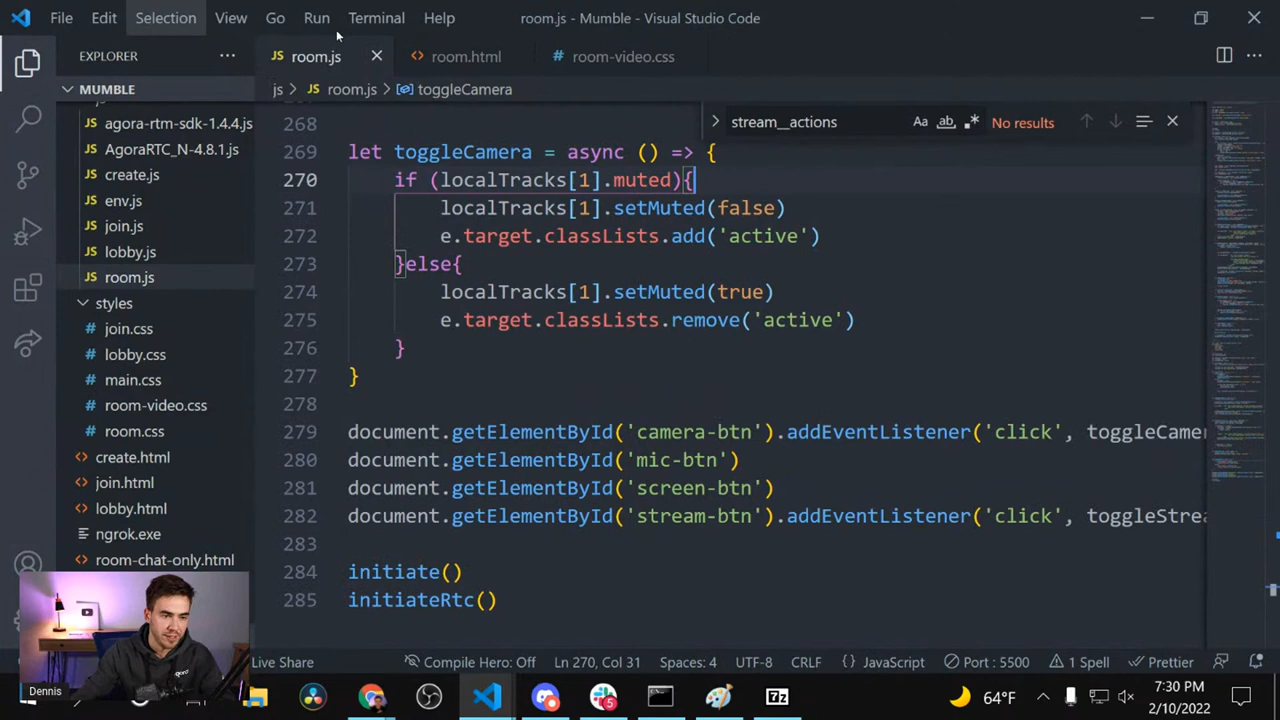 File Edit Selection View Go Run Terminal Help room.js - Mumble - Visual Studio Code
EXPLORER ···
JS room.js <> room.html # room-video.css
MUMBLE
js > JS room.js > toggleCamera
js
JS agora-rtm-sdk-1.4.4.js
JS AgoraRTC_N-4.8.1.js
JS create.js
JS env.js
JS join.js
JS lobby.js
JS room.js
styles
# join.css
# lobby.css
# main.css
# room-video.css
# room.css
<> create.html
<> join.html
<> lobby.html
ngrok.exe
<> room-chat-only.html
stream__actions Aa ab No results
268
269 let toggleCamera = async () => {
270 if (localTracks[1].muted){
271 localTracks[1].setMuted(false)
272 e.target.classLists.add('active')
273 }else{
274 localTracks[1].setMuted(true)
275 e.target.classLists.remove('active')
276 }
277 }
278
279 document.getElementById('camera-btn').addEventListener('click', toggleCamer
280 document.getElementById('mic-btn')
281 document.getElementById('screen-btn')
282 document.getElementById('stream-btn').addEventListener('click', toggleStrea
283
284 initiate()
285 initiateRtc()
agora
Dennis
Live Share Compile Hero: Off Ln 270, Col 31 Spaces: 4 UTF-8 CRLF {} JavaScript Port : 5500 1 Spell Prettier
5 7z 64°F 7:30 PM
2/10/2022